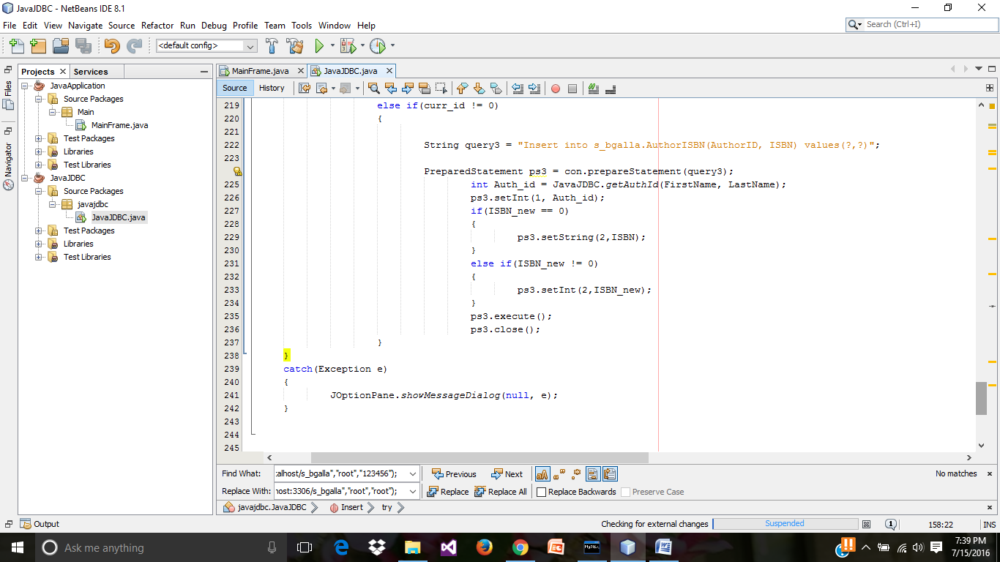 JavaJDBC - NetBeans IDE 8.1
File Edit View Navigate Source Refactor Run Debug Profile Team Tools Window Help
Search (Ctrl+I)
<default config>
Projects Services
MainFrame.java JavaJDBC.java
Files
Navigator
JavaApplication
Source Packages
Main
MainFrame.java
Test Packages
Libraries
Test Libraries
JavaJDBC
Source Packages
javajdbc
JavaJDBC.java
Test Packages
Libraries
Test Libraries
Source History
219 else if(curr_id != 0)
220 {
221
222 String query3 = "Insert into s_bgalla.AuthorISBN(AuthorID, ISBN) values(?,?)";
223
PreparedStatement ps3 = con.prepareStatement(query3);
225 int Auth_id = JavaJDBC.getAuthId(FirstName, LastName);
226 ps3.setInt(1, Auth_id);
227 if(ISBN_new == 0)
228 {
229 ps3.setString(2,ISBN);
230 }
231 else if(ISBN_new != 0)
232 {
233 ps3.setInt(2,ISBN_new);
234 }
235 ps3.execute();
236 ps3.close();
237 }
238 }
239 catch(Exception e)
240 {
241 JOptionPane.showMessageDialog(null, e);
242 }
243
244
245
Find What: :alhost/s_bgalla","root","123456"); Previous Next No matches
Replace With: nost:3306/s_bgalla","root","root"); Replace Replace All Replace Backwards Preserve Case
javajdbc.JavaJDBC Insert try
Output Checking for external changes Suspended 1 158:22 INS
Ask me anything
MySQL
7:39 PM
7/15/2016